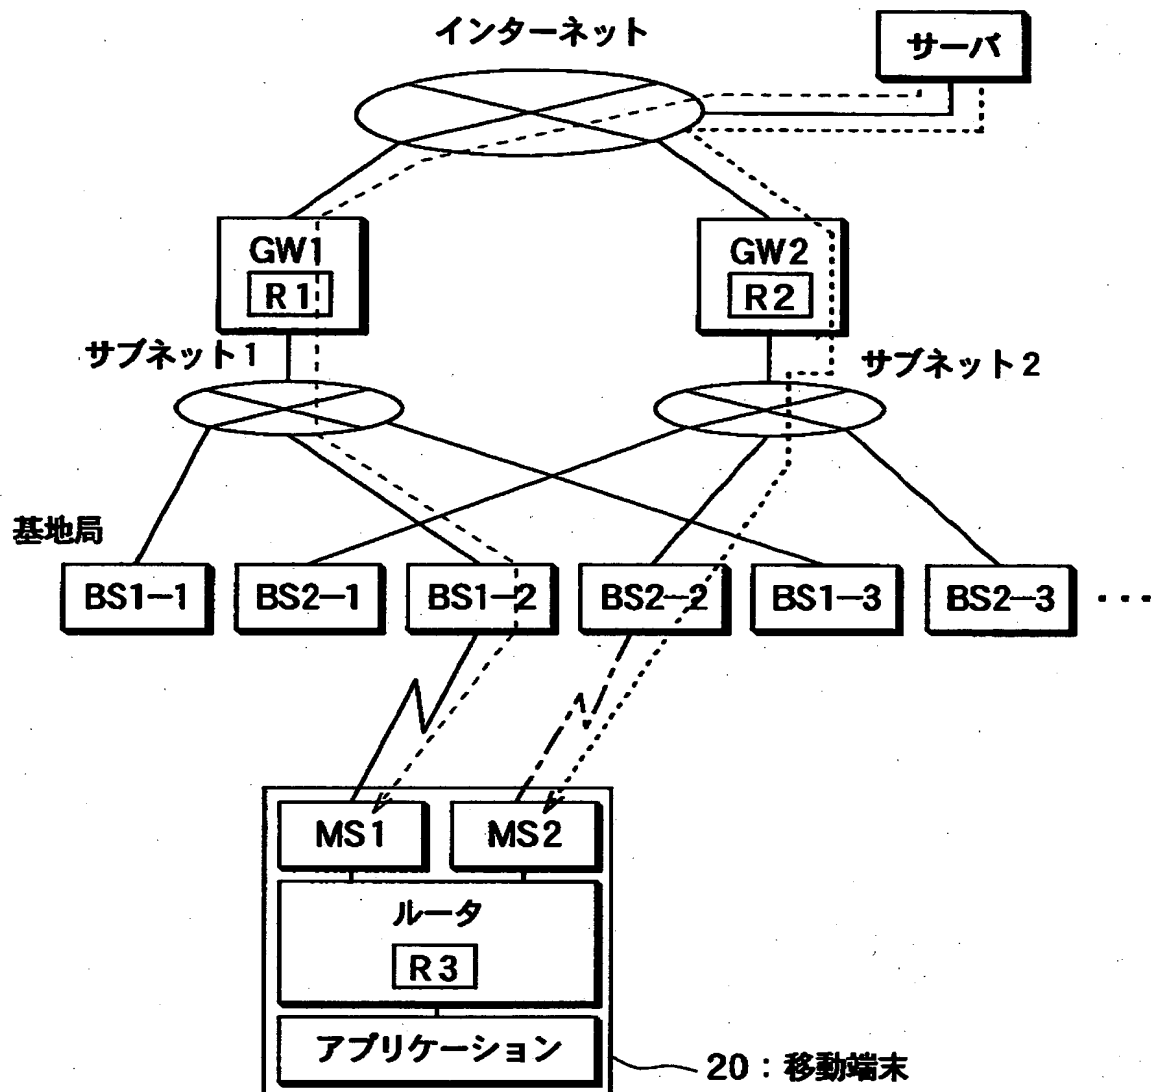 インターネット
サーバ
GW1
R1
GW2
R2
サブネット1
サブネット2
基地局
BS1-1
BS2-1
BS1-2
BS2-2
BS1-3
BS2-3
...
MS1
MS2
ルータ
R3
アプリケーション
20:移動端末